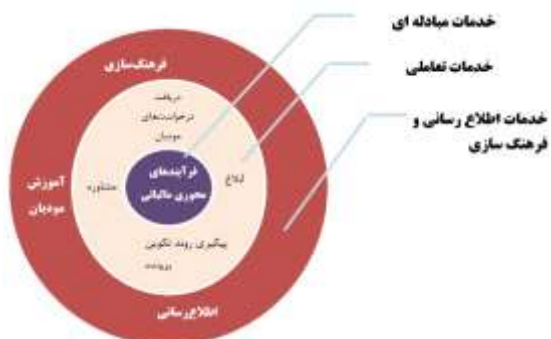 خدمات مبادله ای
خدمات تعاملی
خدمات اطلاع رسانی و
فرهنگ سازی
فرهنگ‌سازی
دریافت
درخواست‌های
مودیان
فرآیندهای
محوری مالیاتی
ابلاغ
مشاوره
آموزش
مودیان
پیگیری روند تکوین
پرونده
اطلاع‌رسانی